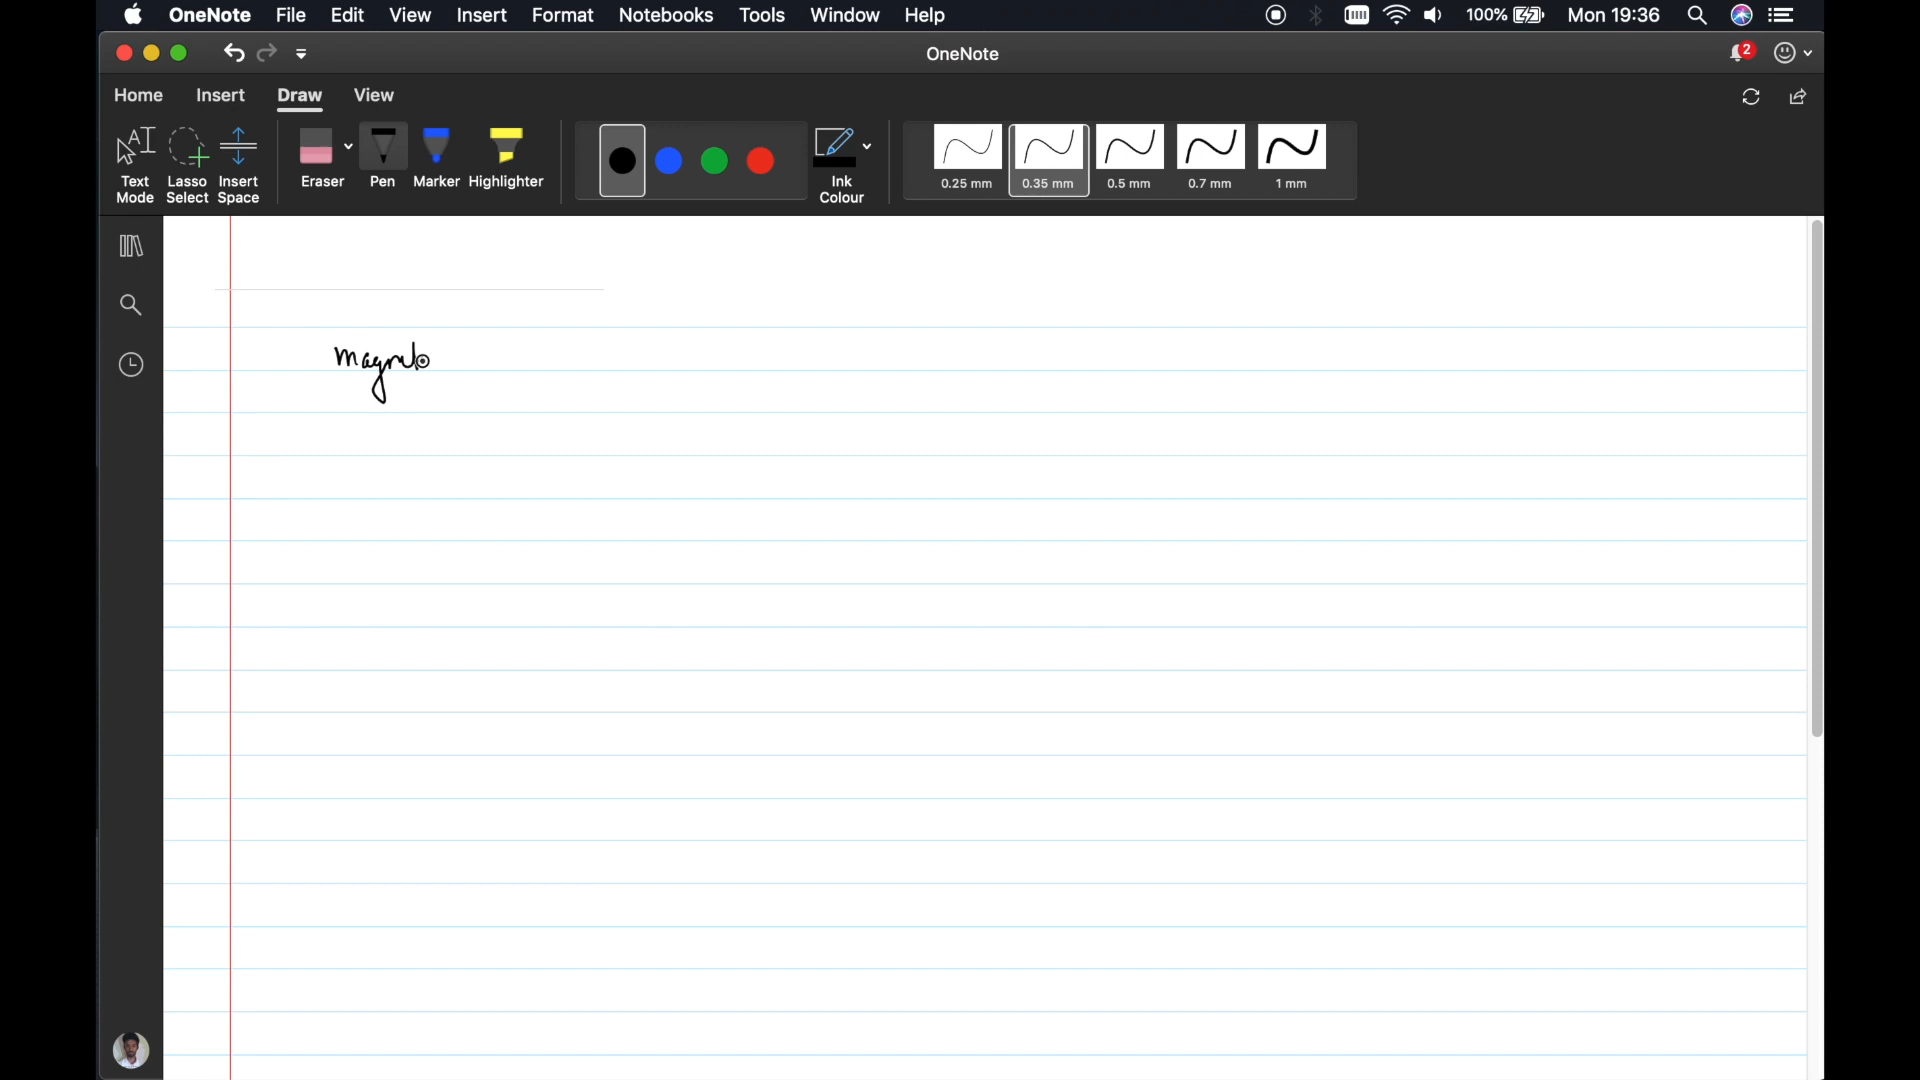 OneNote File Edit View Insert Format Notebooks Tools Window Help 100% Mon 19:36
OneNote 2
Home Insert Draw View
Text Mode Lasso Select Insert Space Eraser Pen Marker Highlighter Ink Colour 0.25 mm 0.35 mm 0.5 mm 0.7 mm 1 mm